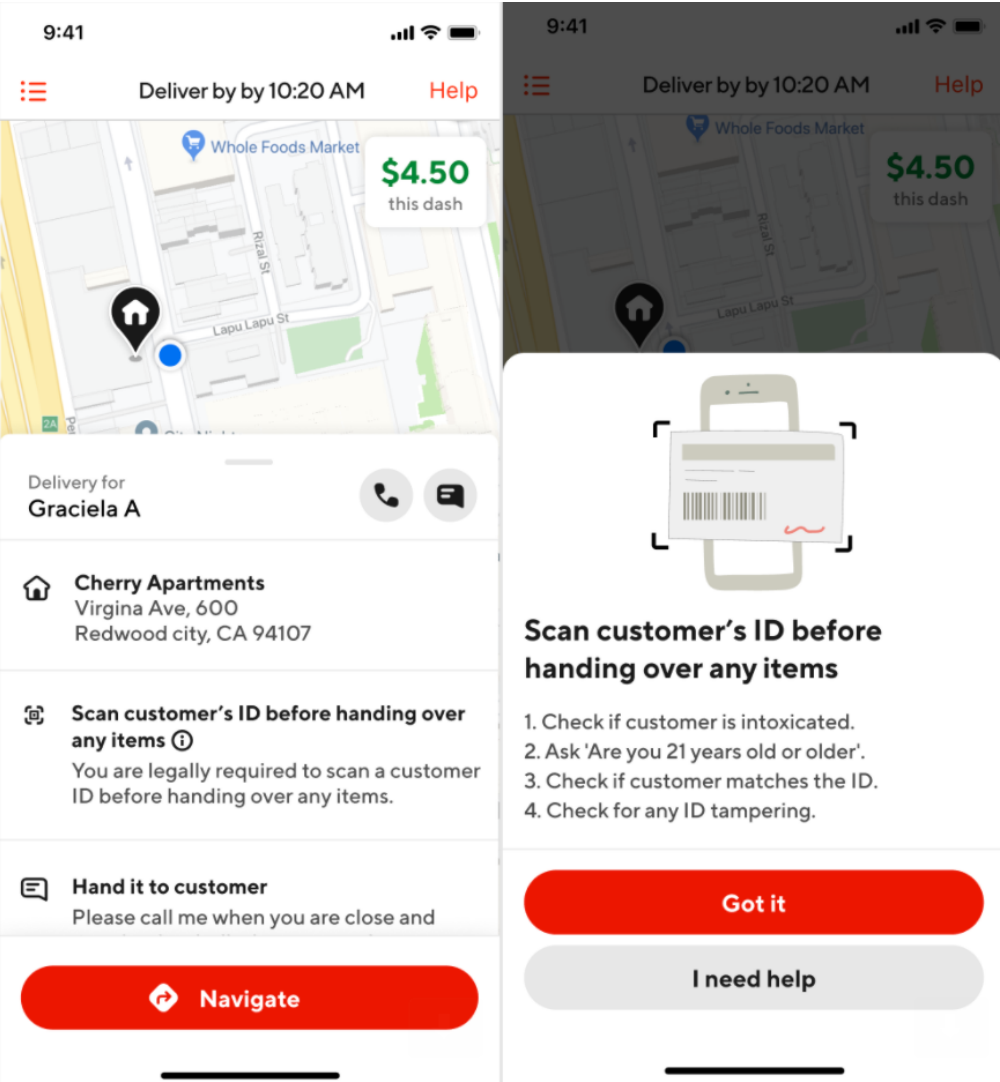 9:41
Deliver by by 10:20 AM
Help
Whole Foods Market
$4.50
this dash
Rizal St
Lapu Lapu St
2A
Delivery for
Graciela A
Cherry Apartments
Virgina Ave, 600
Redwood city, CA 94107
Scan customer's ID before handing over
any items
You are legally required to scan a customer
ID before handing over any items.
Hand it to customer
Please call me when you are close and
Navigate
9:41
Deliver by by 10:20 AM
Help
Whole Foods Market
$4.50
this dash
Rizal St
Lapu Lapu St
Scan customer's ID before
handing over any items
1. Check if customer is intoxicated.
2. Ask 'Are you 21 years old or older'.
3. Check if customer matches the ID.
4. Check for any ID tampering.
Got it
I need help